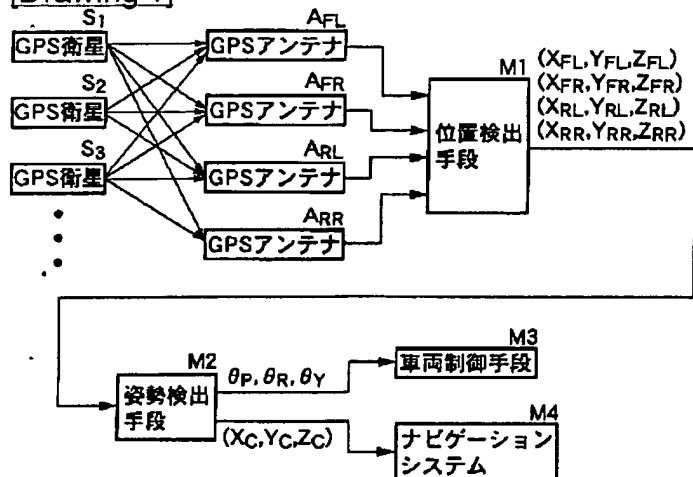 [Drawing 1]
S1
GPS衛星
S2
GPS衛星
S3
GPS衛星
AFL
GPSアンテナ
AFR
GPSアンテナ
ARL
GPSアンテナ
ARR
GPSアンテナ
M1
位置検出
手段
(XFL,YFL,ZFL)
(XFR,YFR,ZFR)
(XRL,YRL,ZRL)
(XRR,YRR,ZRR)
M2
姿勢検出
手段
θP,θR,θY
(XC,YC,ZC)
M3
車両制御手段
M4
ナビゲーション
システム